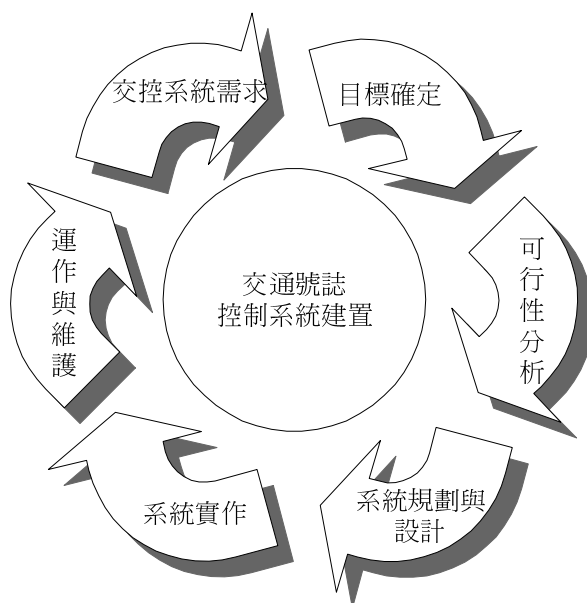 交控系統需求
目標確定
可行性分析
系統規劃與
設計
系統實作
運作與維護
交通號誌
控制系統建置